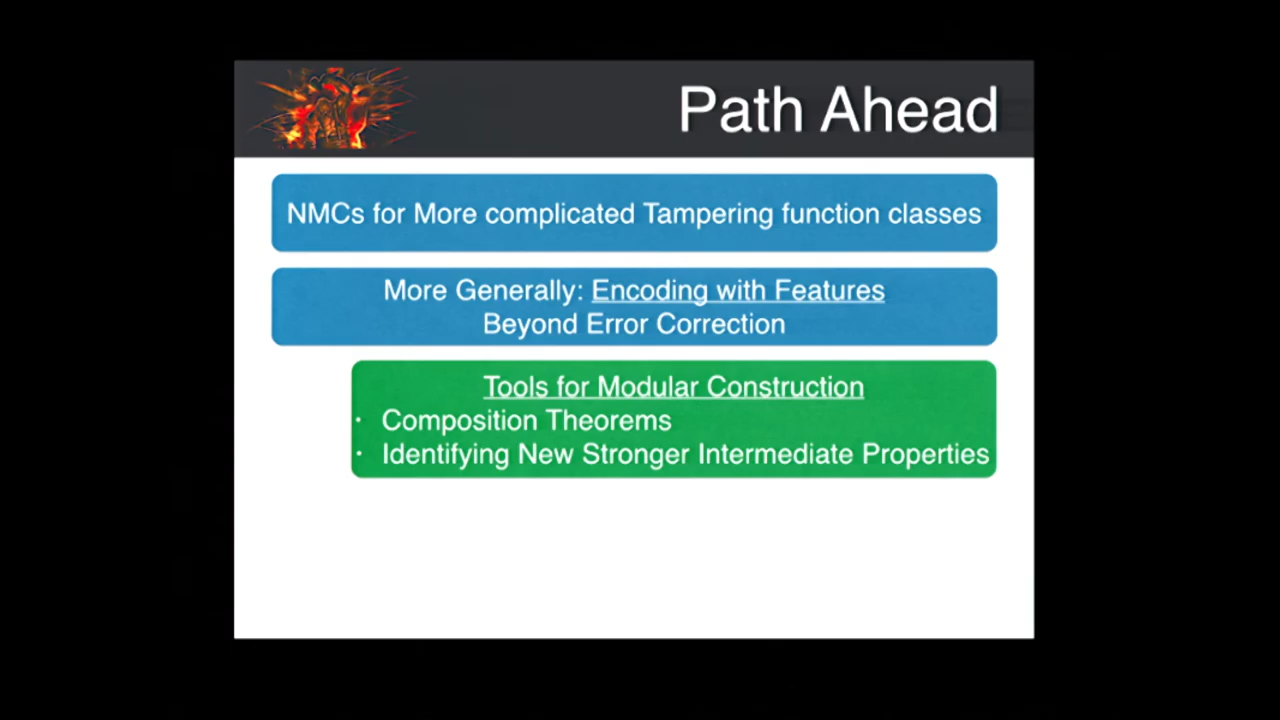 Path Ahead
NMCs for More complicated Tampering function classes
More Generally: Encoding with Features
Beyond Error Correction
Tools for Modular Construction
· Composition Theorems
· Identifying New Stronger Intermediate Properties